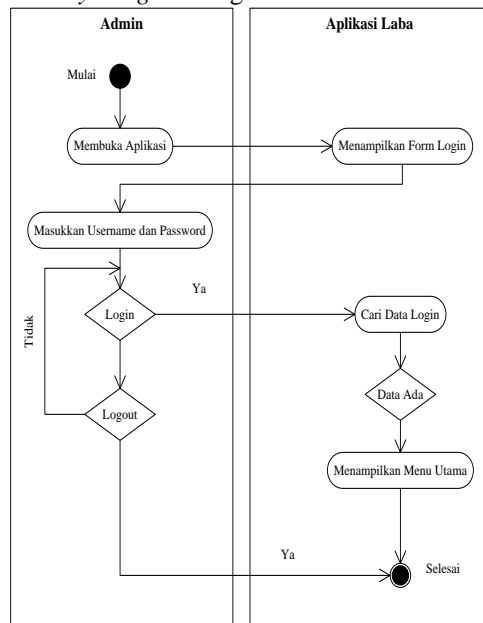 Admin
Aplikasi Laba
Mulai
Membuka Aplikasi
Menampilkan Form Login
Masukkan Username dan Password
Ya
Login
Cari Data Login
Tidak
Data Ada
Logout
Menampilkan Menu Utama
Ya
Selesai